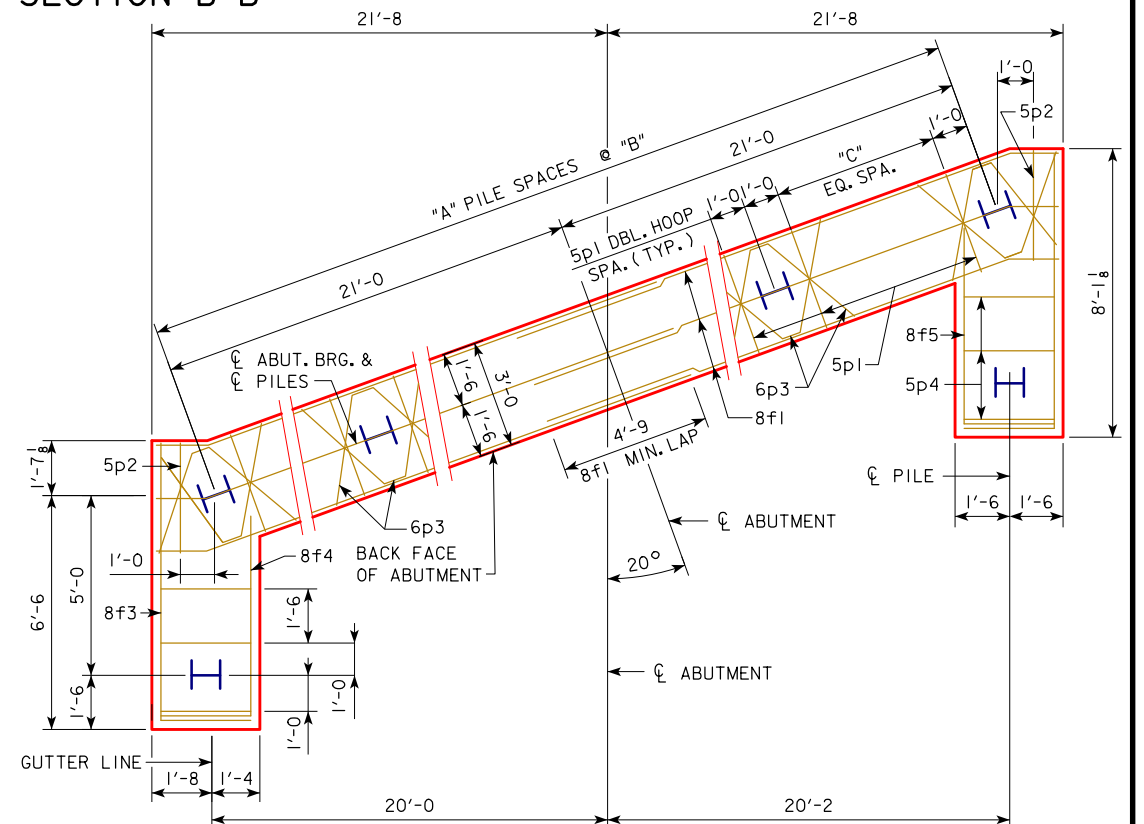 SECTION B-B
21'-8
21'-8
1'-0
5p2
1'-0
"A" PILE SPACES @ "B"
21'-0
"C"
EQ. SPA.
1'-0
1'-0
5p1 DBL. HOOP
SPA. (TYP.)
21'-0
8'-1 1/8
℄ ABUT. BRG. &
℄ PILES
1'-6
3'-0
1'-6
8f5
5p1
5p4
6p3
8f1
4'-9
8f1 MIN. LAP
1'-7 1/8
5p2
℄ PILE
1'-6
1'-6
6p3
℄ ABUTMENT
BACK FACE
OF ABUTMENT
8f4
20°
1'-0
5'-0
6'-6
8f3
1'-6
1'-0
℄ ABUTMENT
1'-6
1'-0
GUTTER LINE
1'-8
1'-4
20'-0
20'-2